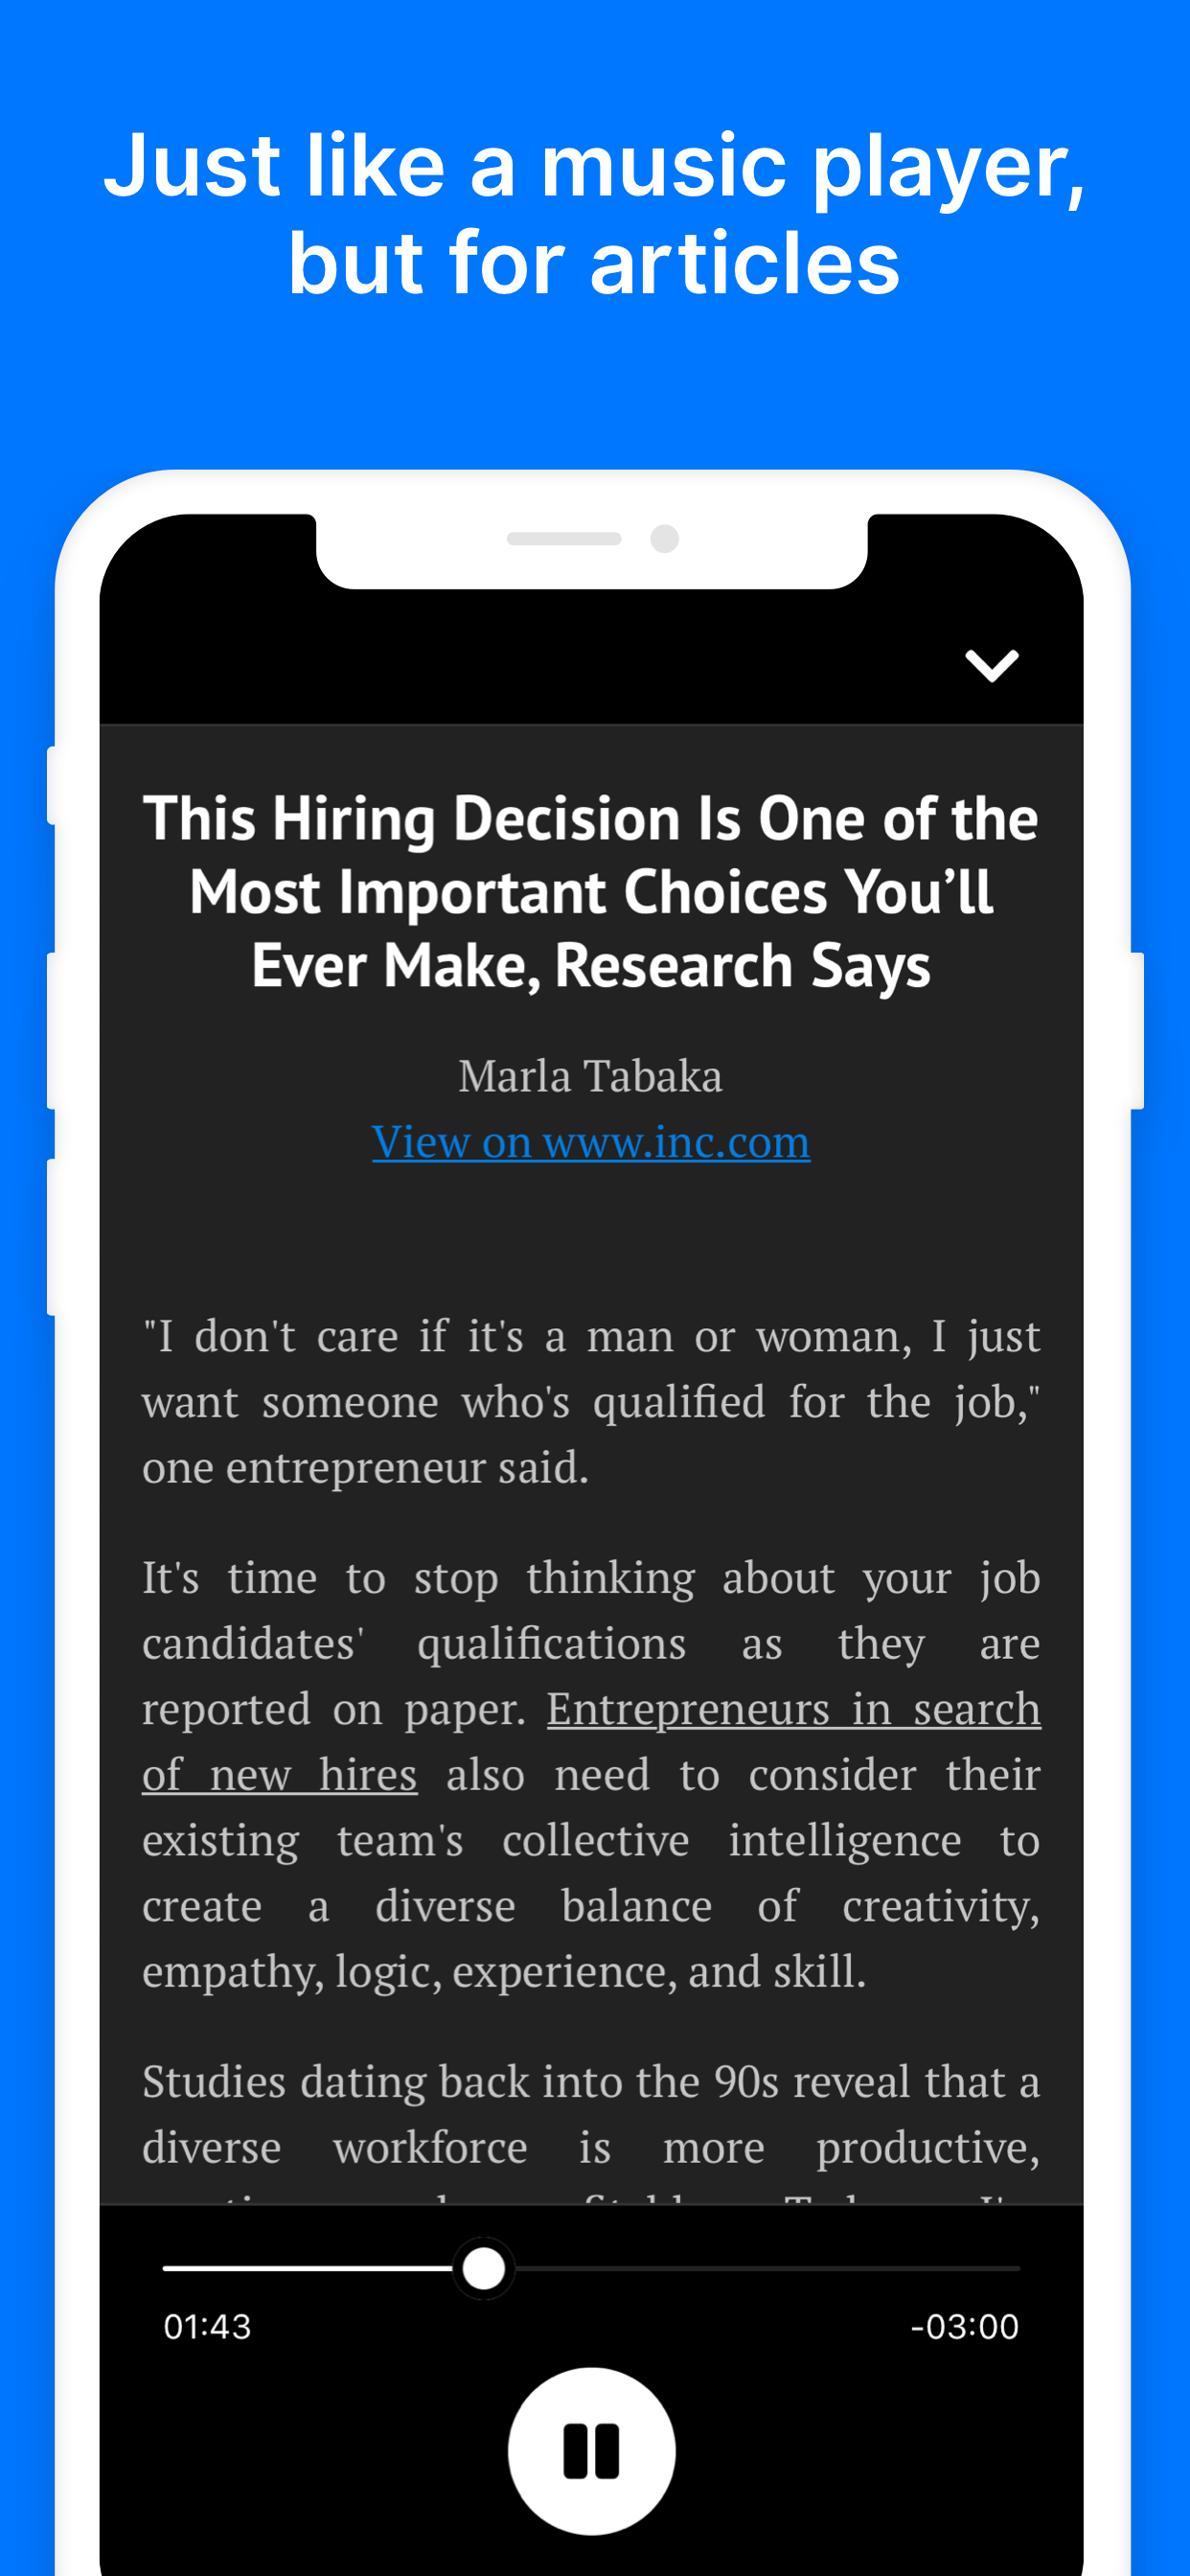 Just like a music player,
but for articles
This Hiring Decision Is One of the
Most Important Choices You’ll
Ever Make, Research Says
Marla Tabaka
View on www.inc.com
"I don't care if it's a man or woman, I just
want someone who's qualified for the job,"
one entrepreneur said.
It's time to stop thinking about your job
candidates' qualifications as they are
reported on paper. Entrepreneurs in search
of new hires also need to consider their
existing team's collective intelligence to
create a diverse balance of creativity,
empathy, logic, experience, and skill.
Studies dating back into the 90s reveal that a
diverse workforce is more productive,
01:43
-03:00